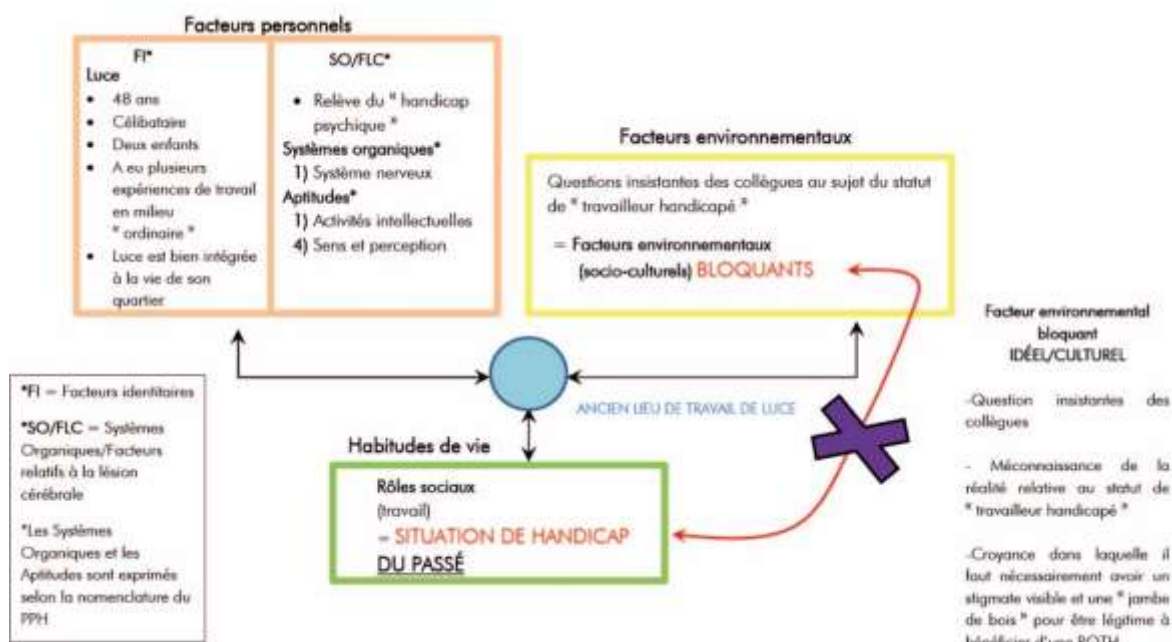 Facteurs personnels
FI*
Luce
• 48 ans
• Célibataire
• Deux enfants
• A eu plusieurs
expériences de travail
en milieu
" ordinaire "
• Luce est bien intégrée
à la vie de son
quartier
SO/FLC*
• Relève du " handicap
psychique "
Systèmes organiques*
1) Système nerveux
Aptitudes*
1) Activités intellectuelles
4) Sens et perception
Facteurs environnementaux
Questions insistantes des collègues au sujet du statut
de " travailleur handicapé "
= Facteurs environnementaux
(socio-culturels) BLOQUANTS
ANCIEN LIEU DE TRAVAIL DE LUCE
Habitudes de vie
Rôles sociaux
(travail)
= SITUATION DE HANDICAP
DU PASSÉ
*FI = Facteurs identitaires
*SO/FLC = Systèmes
Organiques/Facteurs
relatifs à la lésion
cérébrale
*Les Systèmes
Organiques et les
Aptitudes sont exprimés
selon la nomenclature du
PPH
Facteur environnemental
bloquant
IDÉEL/CULTUREL
-Question insistantes des
collègues
- Méconnaissance de la
réalité relative au statut de
" travailleur handicapé "
-Croyance dans laquelle il
faut nécessairement avoir un
stigmate visible et une " jambe
de bois " pour être légitime à
bénéficier d'une